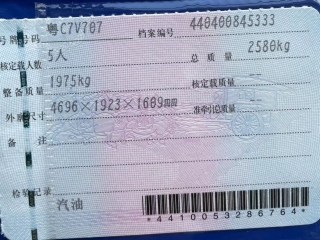 号牌号码 粤C7V707 档案编号 440400845333
核定载人数 5人 总质量 2580kg
整备质量 1975kg 核定载质量 --
外廓尺寸 4696×1923×1609mm 准牵引总质量 --
备注
检验记录
汽油
*4410053286764*